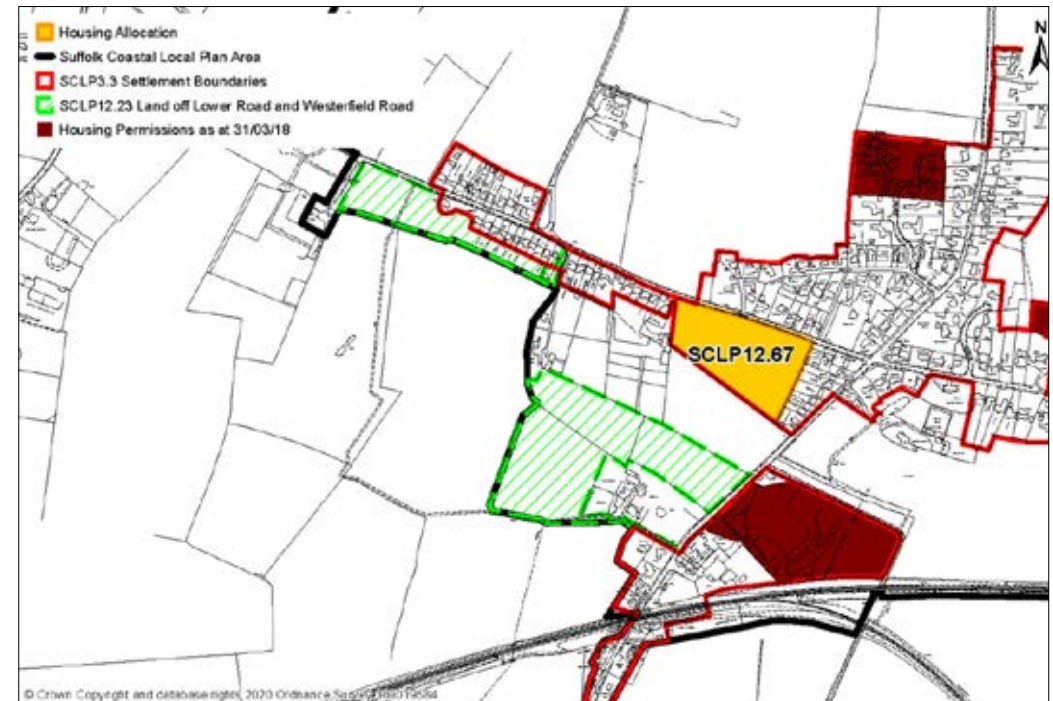 Housing Allocation
Suffolk Coastal Local Plan Area
SCLP3.3 Settlement Boundaries
SCLP12.23 Land off Lower Road and Westerfield Road
Housing Permissions as at 31/03/18
N
SCLP12.67
© Crown Copyright and database rights, 2020 Ordnance